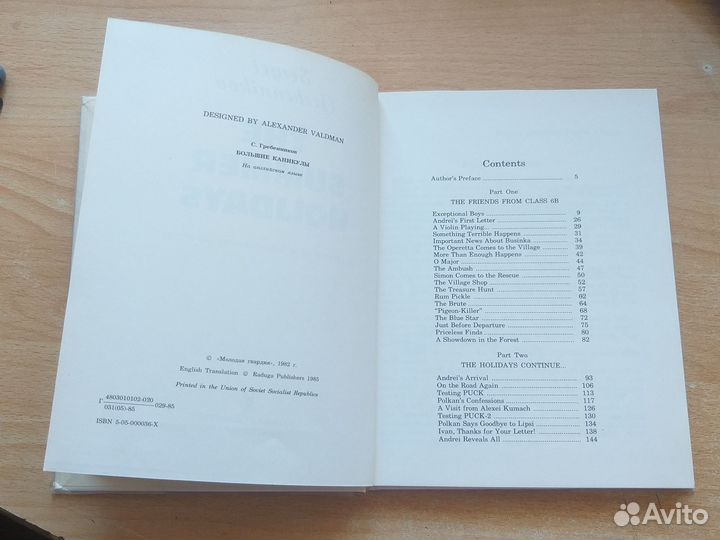 DESIGNED BY ALEXANDER VALDMAN
С. Гребенников
БОЛЬШИЕ КАНИКУЛЫ
На английском языке
© «Молодая гвардия», 1982 г.
English Translation © Raduga Publishers 1985
Printed in the Union of Soviet Socialist Republics
Г 4803010102-020
031(05)-85 029-85
ISBN 5-05-000036-X
Contents
Author's Preface 5
Part One
THE FRIENDS FROM CLASS 6B
Exceptional Boys 9
Andrei's First Letter 26
A Violin Playing... 29
Something Terrible Happens 31
Important News About Businka 34
The Operetta Comes to the Village 39
More Than Enough Happens 42
O Major 44
The Ambush 47
Simon Comes to the Rescue 50
The Village Shop 52
The Treasure Hunt 57
Rum Pickle 62
The Brute 64
"Pigeon-Killer" 68
The Blue Star 72
Just Before Departure 75
Priceless Finds 80
A Showdown in the Forest 82
Part Two
THE HOLIDAYS CONTINUE...
Andrei's Arrival 93
On the Road Again 106
Testing PUCK 113
Polkan's Confessions 117
A Visit from Alexei Kumach 126
Testing PUCK-2 130
Polkan Says Goodbye to Lipsi 134
Ivan, Thanks for Your Letter! 138
Andrei Reveals All 144
Avito